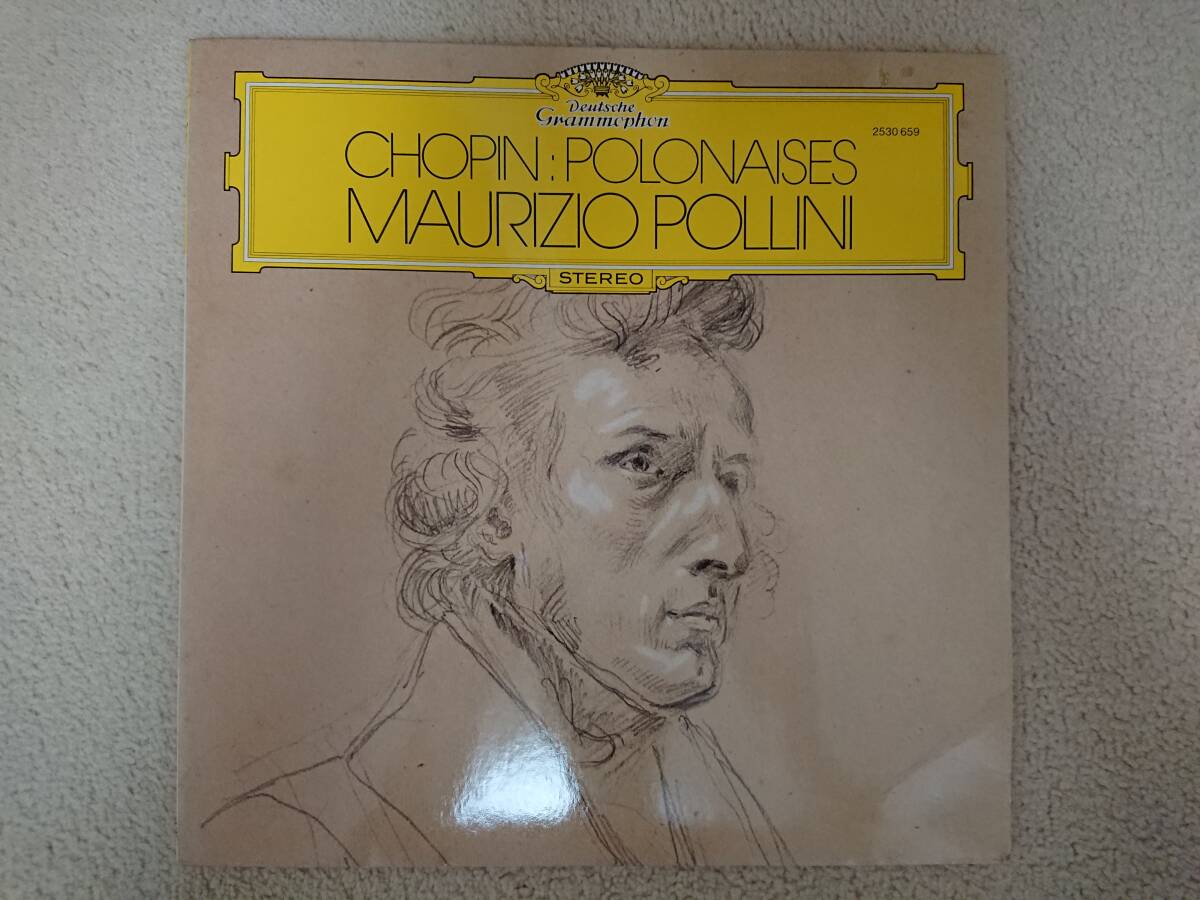 Deutsche
Grammophon
2530 659
CHOPIN: POLONAISES
MAURIZIO POLLINI
STEREO